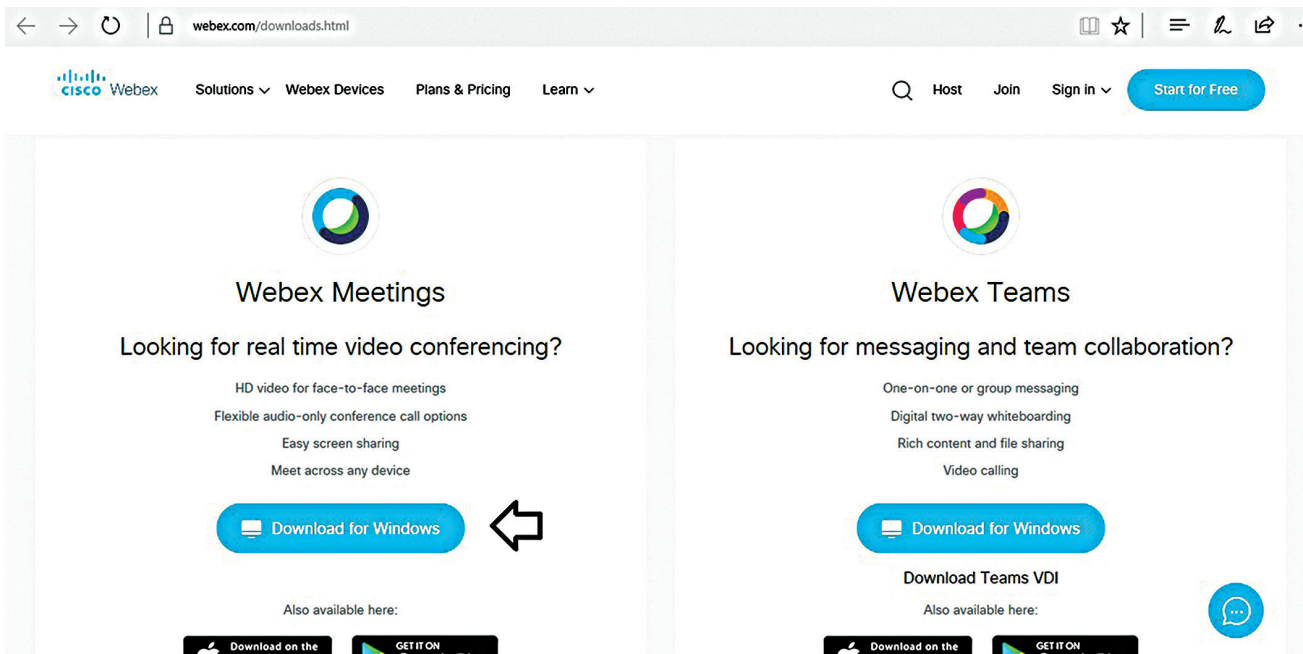 webex.com/downloads.html
cisco Webex
Solutions
Webex Devices
Plans & Pricing
Learn
Host
Join
Sign in
Start for Free
Webex Meetings
Looking for real time video conferencing?
HD video for face-to-face meetings
Flexible audio-only conference call options
Easy screen sharing
Meet across any device
Download for Windows
Also available here:
Download on the
GET IT ON
Webex Teams
Looking for messaging and team collaboration?
One-on-one or group messaging
Digital two-way whiteboarding
Rich content and file sharing
Video calling
Download for Windows
Download Teams VDI
Also available here:
Download on the
GET IT ON